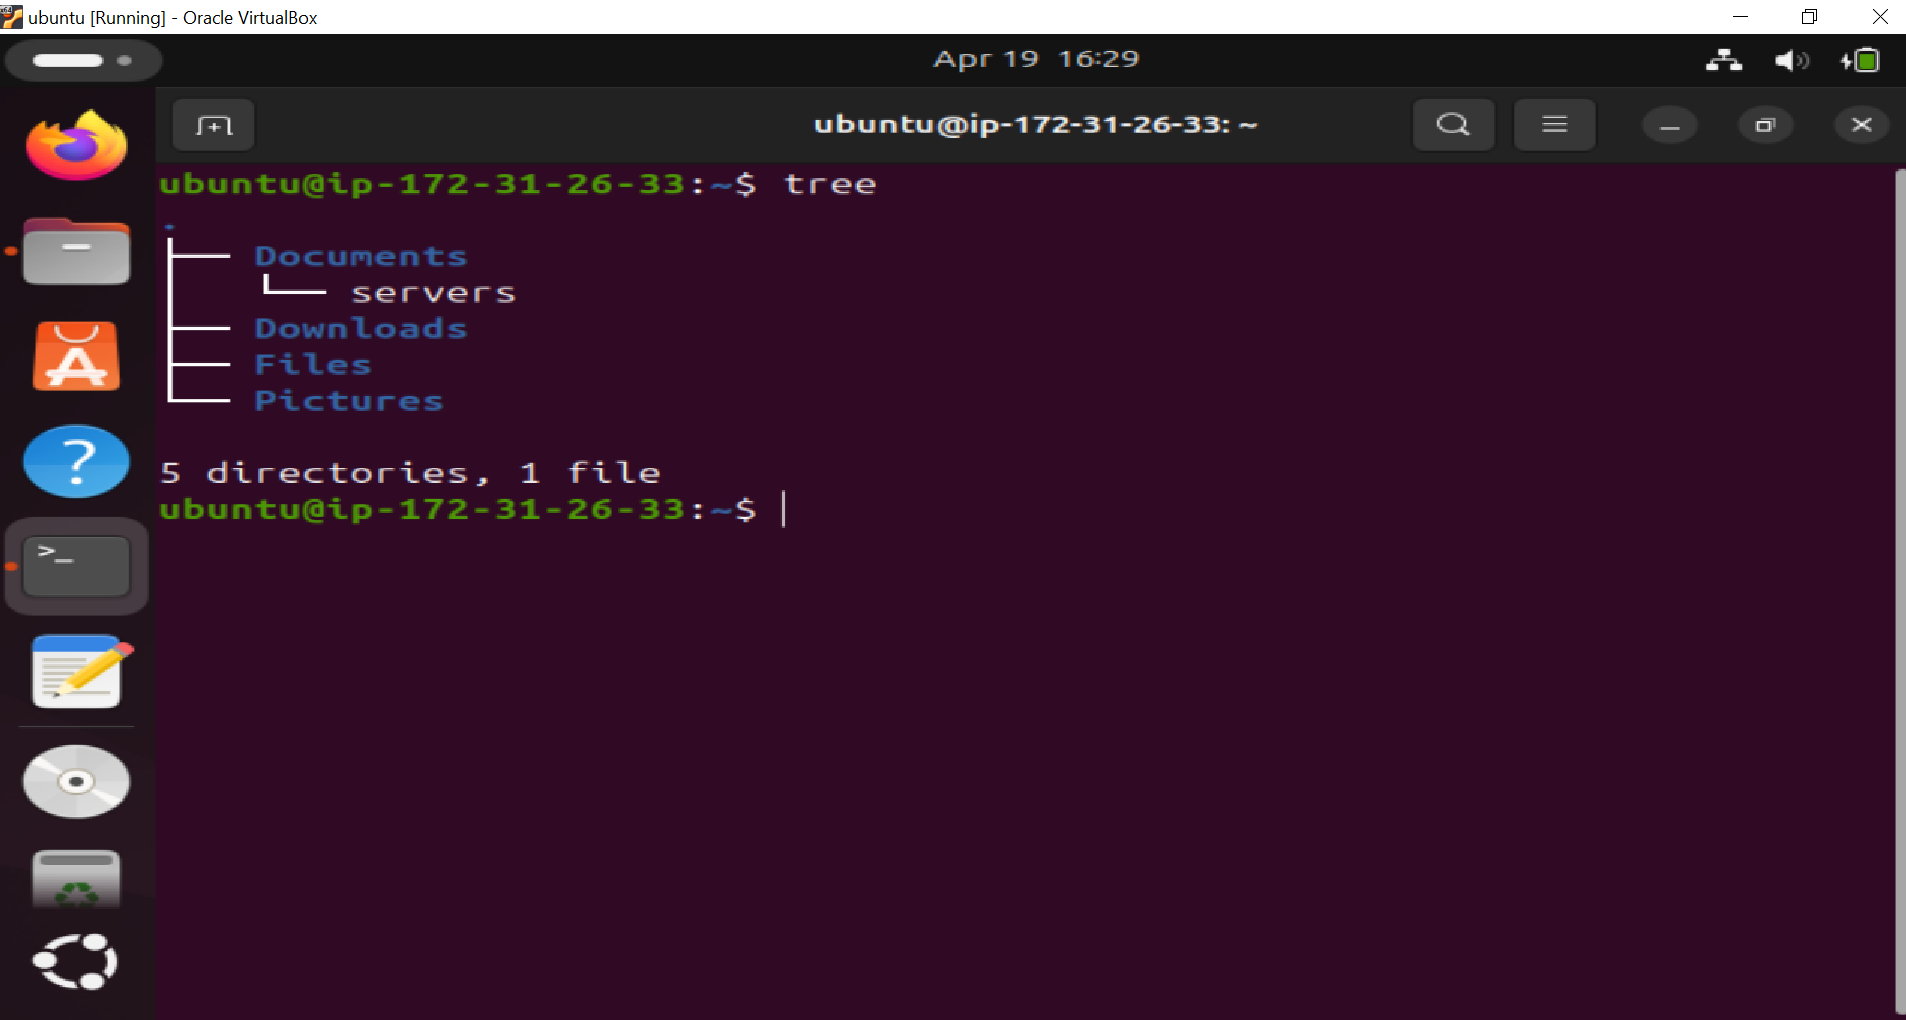 ubuntu [Running] - Oracle VirtualBox
Apr 19 16:29
ubuntu@ip-172-31-26-33: ~
ubuntu@ip-172-31-26-33:~$ tree
.
├── Documents
│   └── servers
├── Downloads
├── Files
└── Pictures
5 directories, 1 file
ubuntu@ip-172-31-26-33:~$